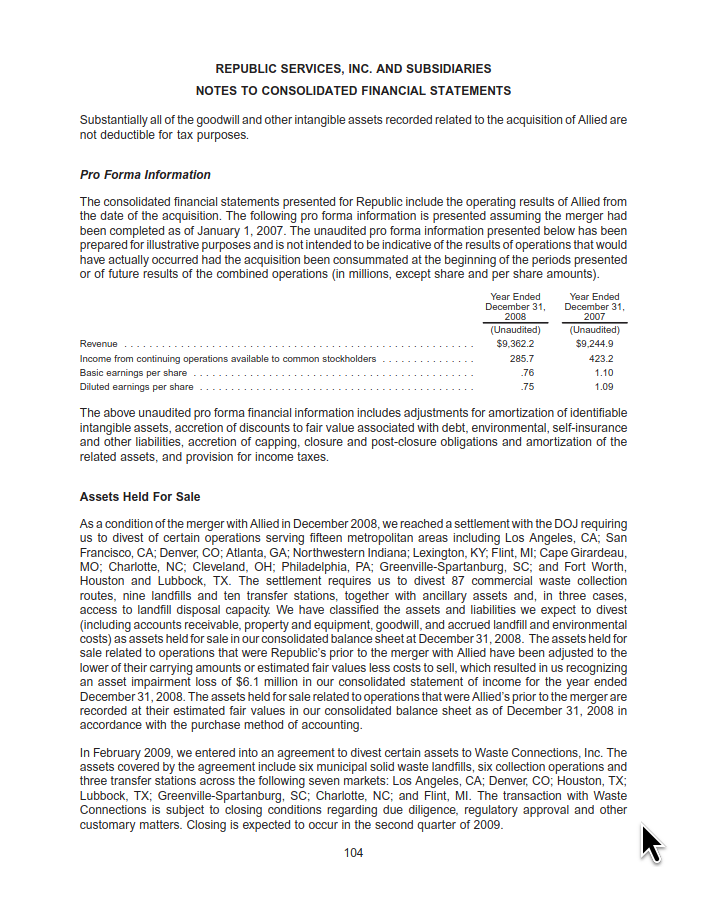 REPUBLIC SERVICES, INC. AND SUBSIDIARIES
NOTES TO CONSOLIDATED FINANCIAL STATEMENTS
Substantially all of the goodwill and other intangible assets recorded related to the acquisition of Allied are
not deductible for tax purposes.
Pro Forma Information
The consolidated financial statements presented for Republic include the operating results of Allied from
the date of the acquisition. The following pro forma information is presented assuming the merger had
been completed as of January 1, 2007. The unaudited pro forma information presented below has been
prepared for illustrative purposes and is not intended to be indicative of the results of operations that would
have actually occurred had the acquisition been consummated at the beginning of the periods presented
or of future results of the combined operations (in millions, except share and per share amounts).
Year Ended Year Ended
December 31, December 31,
2008 2007
(Unaudited) (Unaudited)
Revenue . . . . . . . . . . . . . . . . . . . . . . . . . . . . . . . . . . . . . . . . . . . . . . . . . . . . . . . . $9,362.2 $9,244.9
Income from continuing operations available to common stockholders . . . . . . . . . . . . . . . 285.7 423.2
Basic earnings per share . . . . . . . . . . . . . . . . . . . . . . . . . . . . . . . . . . . . . . . . . . . . . .76 1.10
Diluted earnings per share . . . . . . . . . . . . . . . . . . . . . . . . . . . . . . . . . . . . . . . . . . . . .75 1.09
The above unaudited pro forma financial information includes adjustments for amortization of identifiable
intangible assets, accretion of discounts to fair value associated with debt, environmental, self-insurance
and other liabilities, accretion of capping, closure and post-closure obligations and amortization of the
related assets, and provision for income taxes.
Assets Held For Sale
As a condition of the merger with Allied in December 2008, we reached a settlement with the DOJ requiring
us to divest of certain operations serving fifteen metropolitan areas including Los Angeles, CA; San
Francisco, CA; Denver, CO; Atlanta, GA; Northwestern Indiana; Lexington, KY; Flint, MI; Cape Girardeau,
MO; Charlotte, NC; Cleveland, OH; Philadelphia, PA; Greenville-Spartanburg, SC; and Fort Worth,
Houston and Lubbock, TX. The settlement requires us to divest 87 commercial waste collection
routes, nine landfills and ten transfer stations, together with ancillary assets and, in three cases,
access to landfill disposal capacity. We have classified the assets and liabilities we expect to divest
(including accounts receivable, property and equipment, goodwill, and accrued landfill and environmental
costs) as assets held for sale in our consolidated balance sheet at December 31, 2008. The assets held for
sale related to operations that were Republic's prior to the merger with Allied have been adjusted to the
lower of their carrying amounts or estimated fair values less costs to sell, which resulted in us recognizing
an asset impairment loss of $6.1 million in our consolidated statement of income for the year ended
December 31, 2008. The assets held for sale related to operations that were Allied's prior to the merger are
recorded at their estimated fair values in our consolidated balance sheet as of December 31, 2008 in
accordance with the purchase method of accounting.
In February 2009, we entered into an agreement to divest certain assets to Waste Connections, Inc. The
assets covered by the agreement include six municipal solid waste landfills, six collection operations and
three transfer stations across the following seven markets: Los Angeles, CA; Denver, CO; Houston, TX;
Lubbock, TX; Greenville-Spartanburg, SC; Charlotte, NC; and Flint, MI. The transaction with Waste
Connections is subject to closing conditions regarding due diligence, regulatory approval and other
customary matters. Closing is expected to occur in the second quarter of 2009.
104